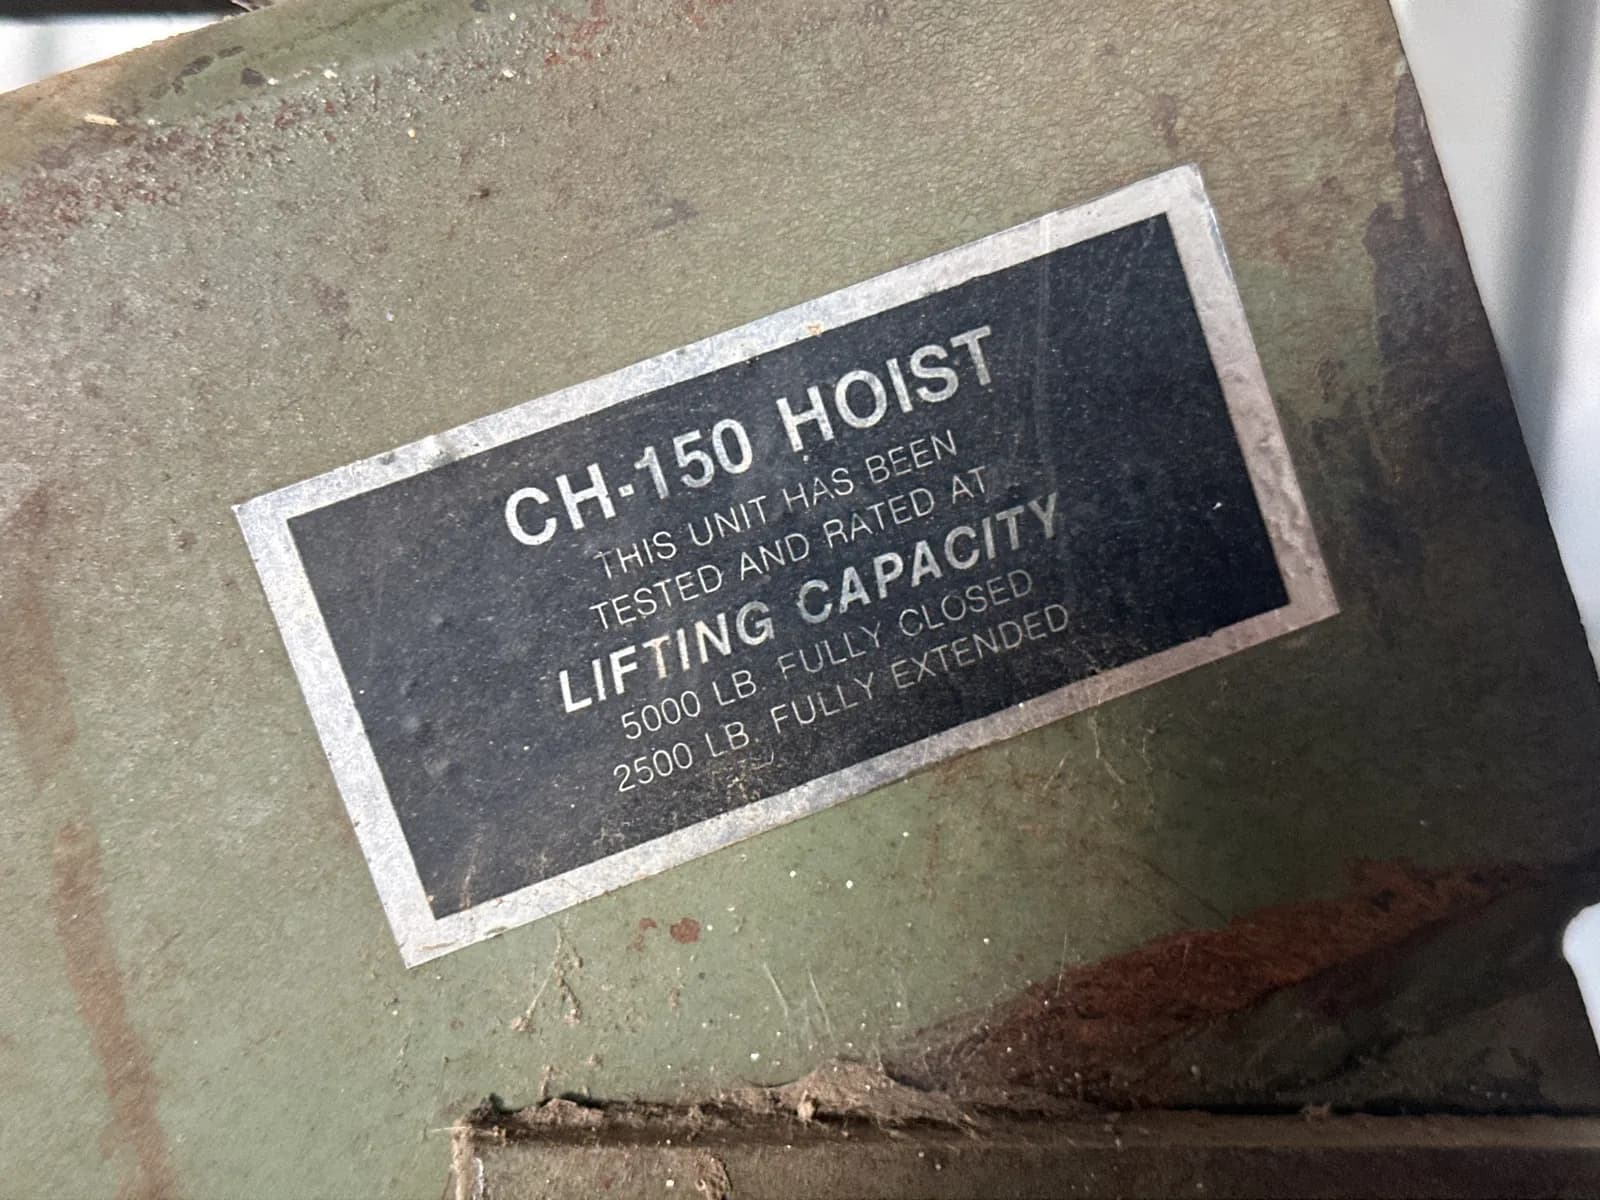 CH-150 HOIST
THIS UNIT HAS BEEN
TESTED AND RATED AT
LIFTING CAPACITY
5000 LB. FULLY CLOSED
2500 LB. FULLY EXTENDED